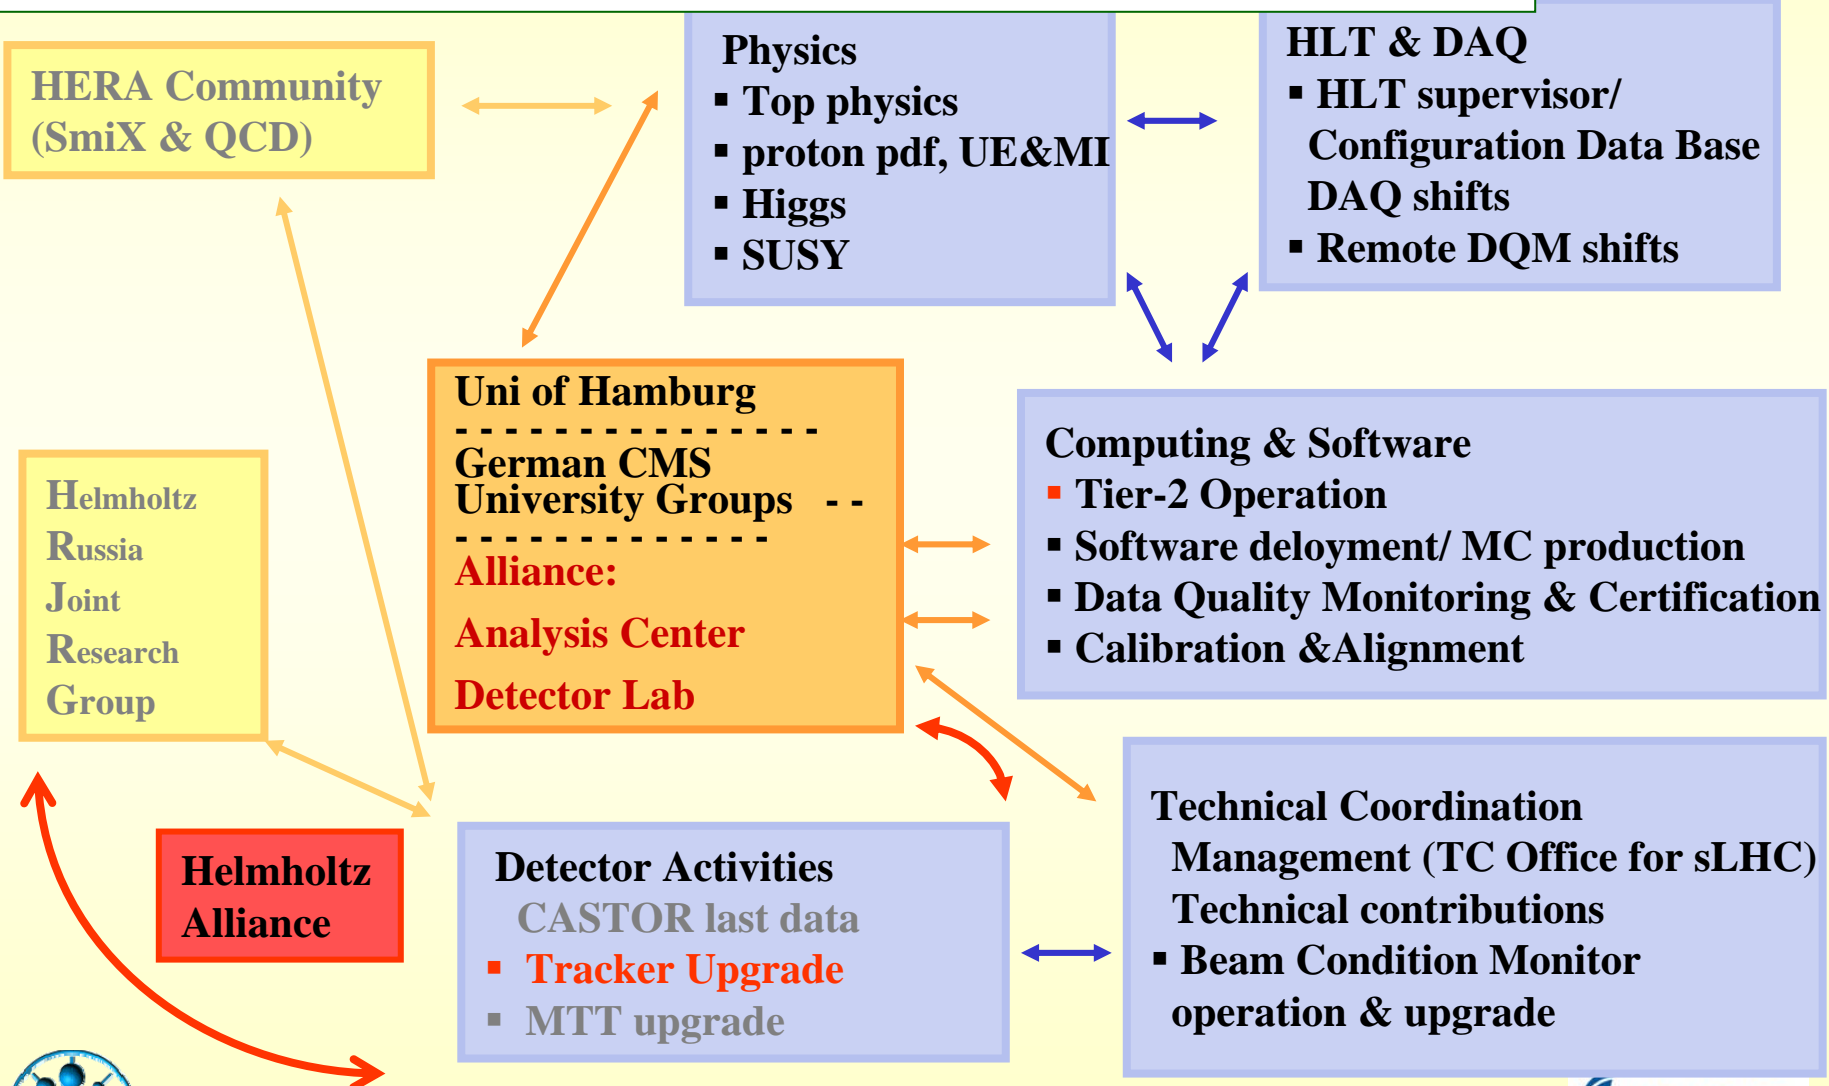 HERA Community
(SmiX & QCD)
Physics
▪ Top physics
▪ proton pdf, UE&MI
▪ Higgs
▪ SUSY
HLT & DAQ
▪ HLT supervisor/
Configuration Data Base
DAQ shifts
▪ Remote DQM shifts
Uni of Hamburg
- - - - - - - - - - - - - - -
German CMS
University Groups - -
- - - - - - - - - - - - -
Alliance:
Analysis Center
Detector Lab
Computing & Software
▪ Tier-2 Operation
▪ Software deloyment/ MC production
▪ Data Quality Monitoring & Certification
▪ Calibration &Alignment
Helmholtz
Russia
Joint
Research
Group
Helmholtz
Alliance
Detector Activities
CASTOR last data
▪ Tracker Upgrade
▪ MTT upgrade
Technical Coordination
Management (TC Office for sLHC)
Technical contributions
▪ Beam Condition Monitor
operation & upgrade